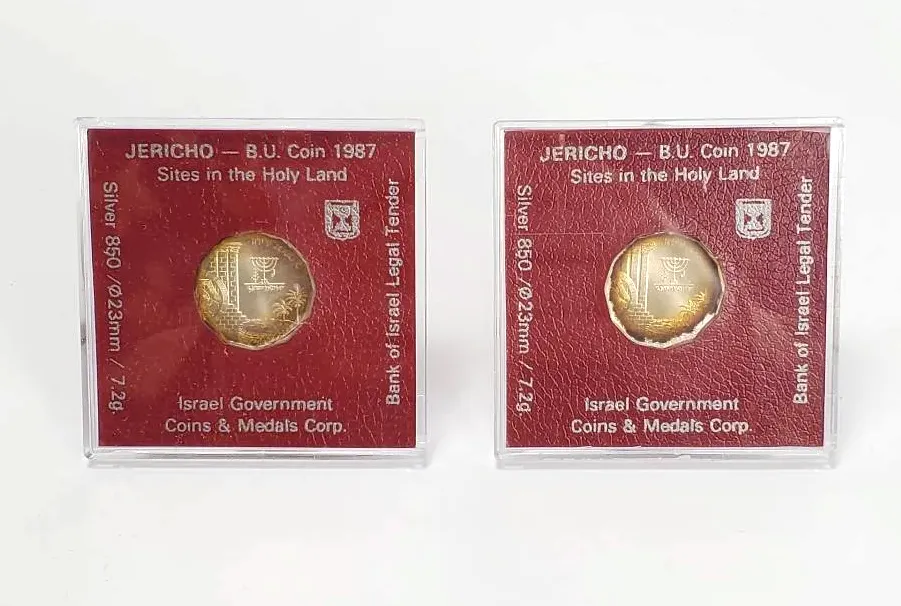 JERICHO — B.U. Coin 1987
Sites in the Holy Land
Silver 850 /Ø23mm / 7.2g.
Bank of Israel Legal Tender
Israel Government
Coins & Medals Corp.
JERICHO — B.U. Coin 1987
Sites in the Holy Land
Silver 850 /Ø23mm / 7.2g.
Bank of Israel Legal Tender
Israel Government
Coins & Medals Corp.